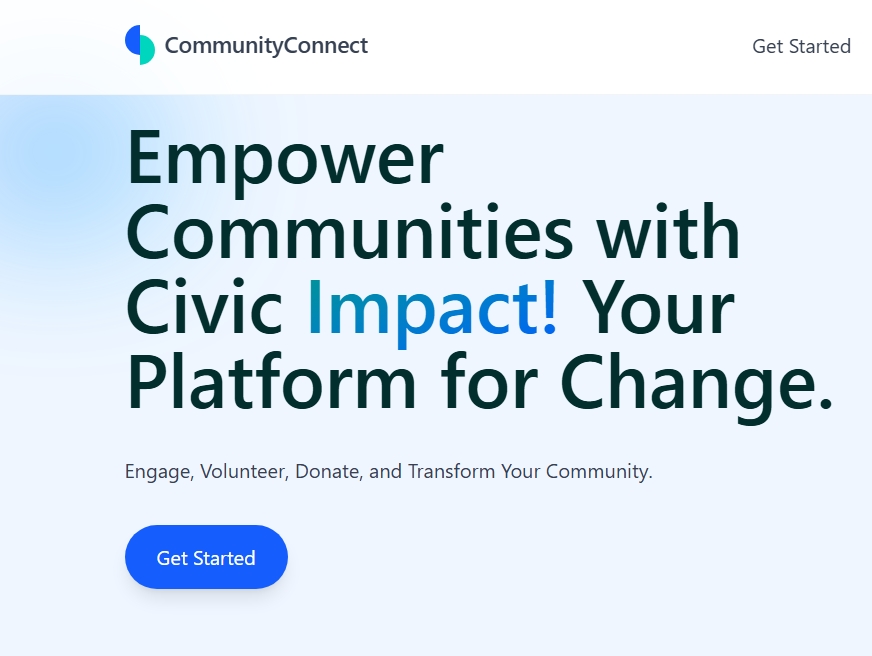 CommunityConnect
Get Started
Empower
Communities with
Civic Impact! Your
Platform for Change.
Engage, Volunteer, Donate, and Transform Your Community.
Get Started